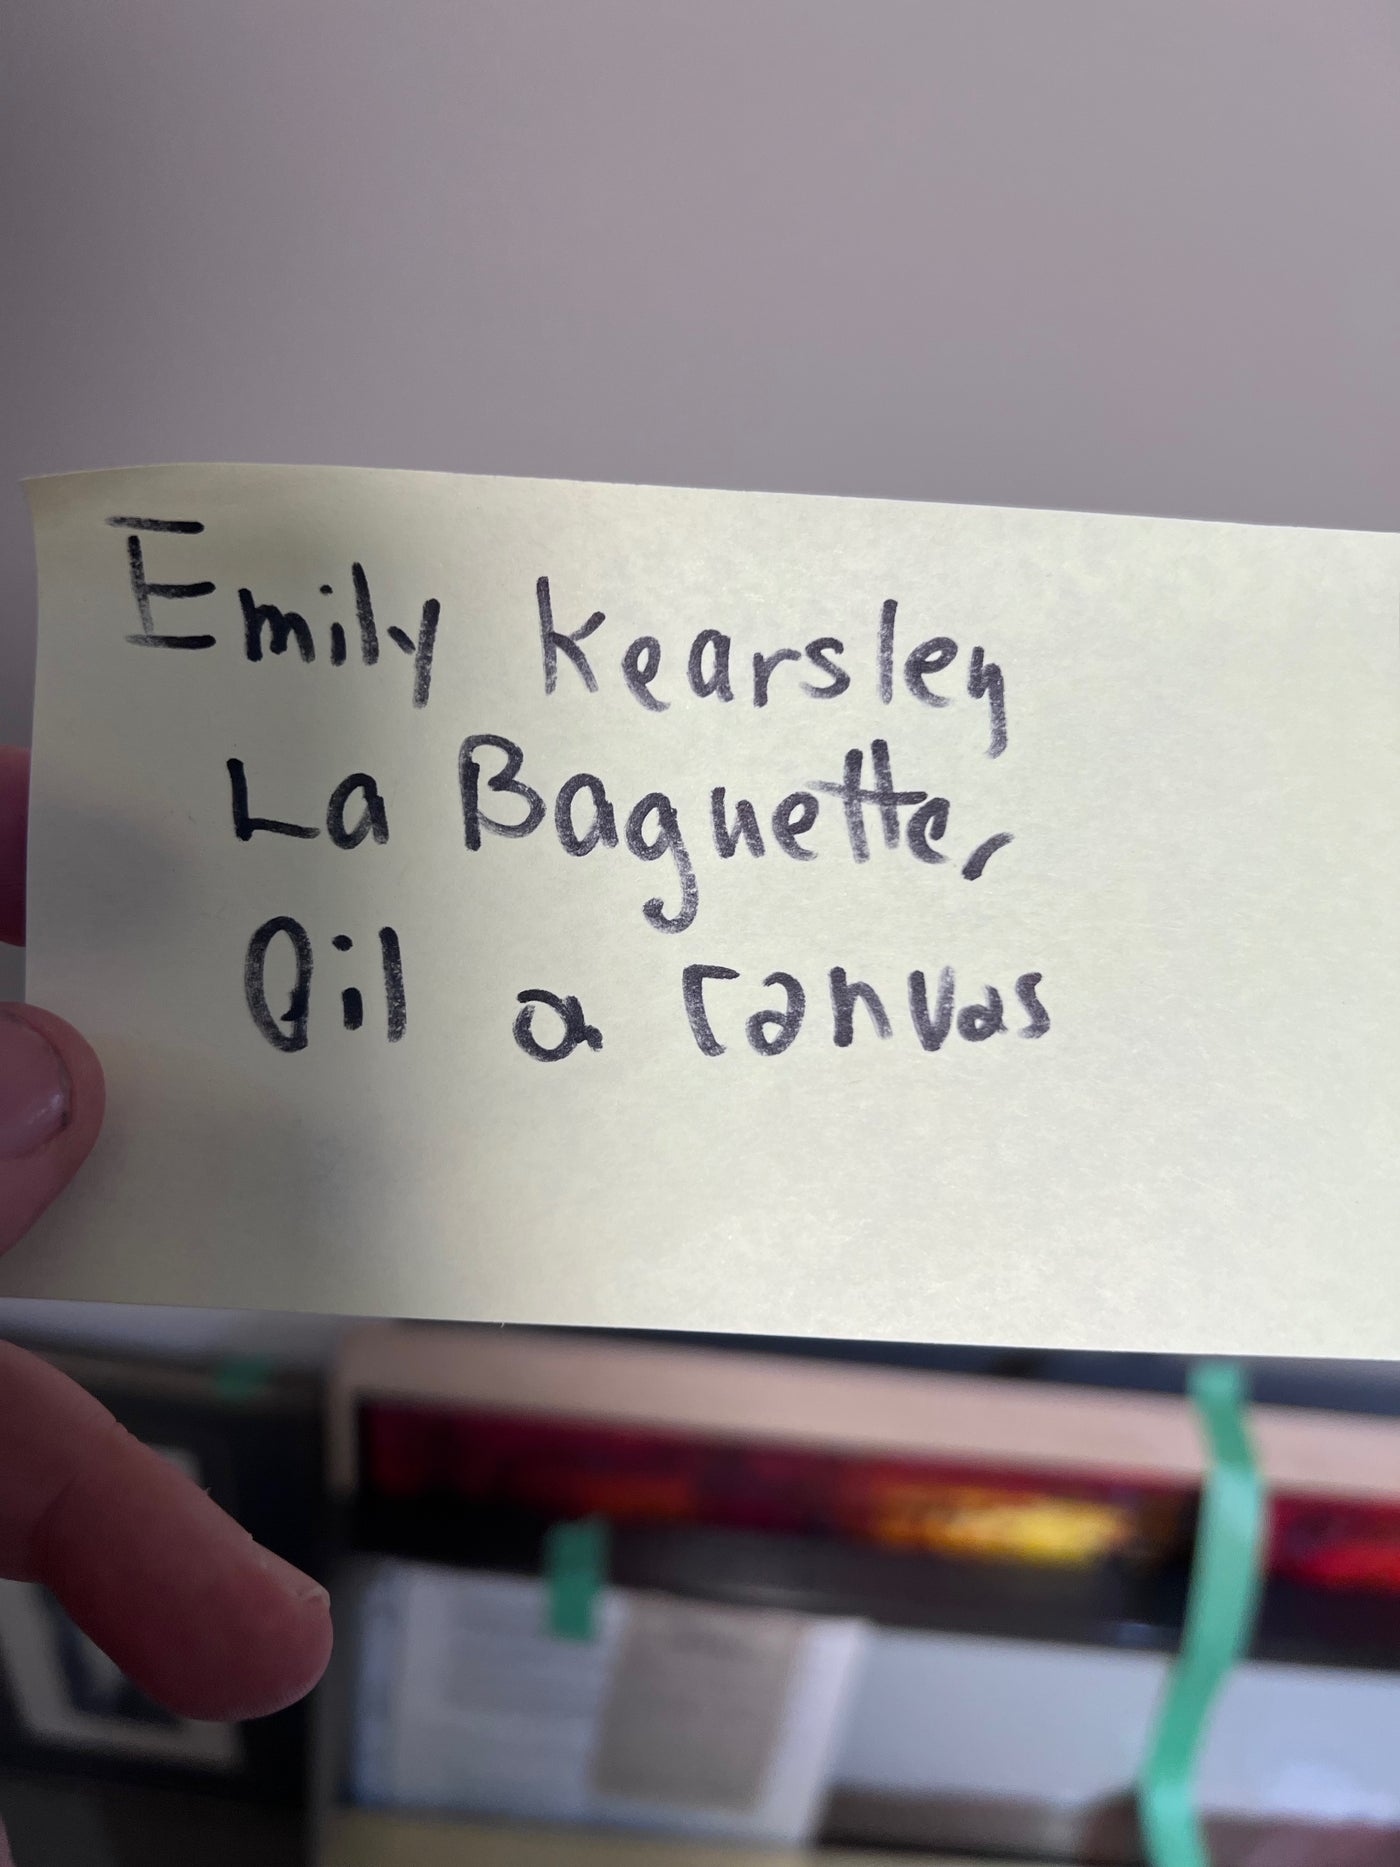 Emily Kearsley
La Baguette,
Oil a canvas